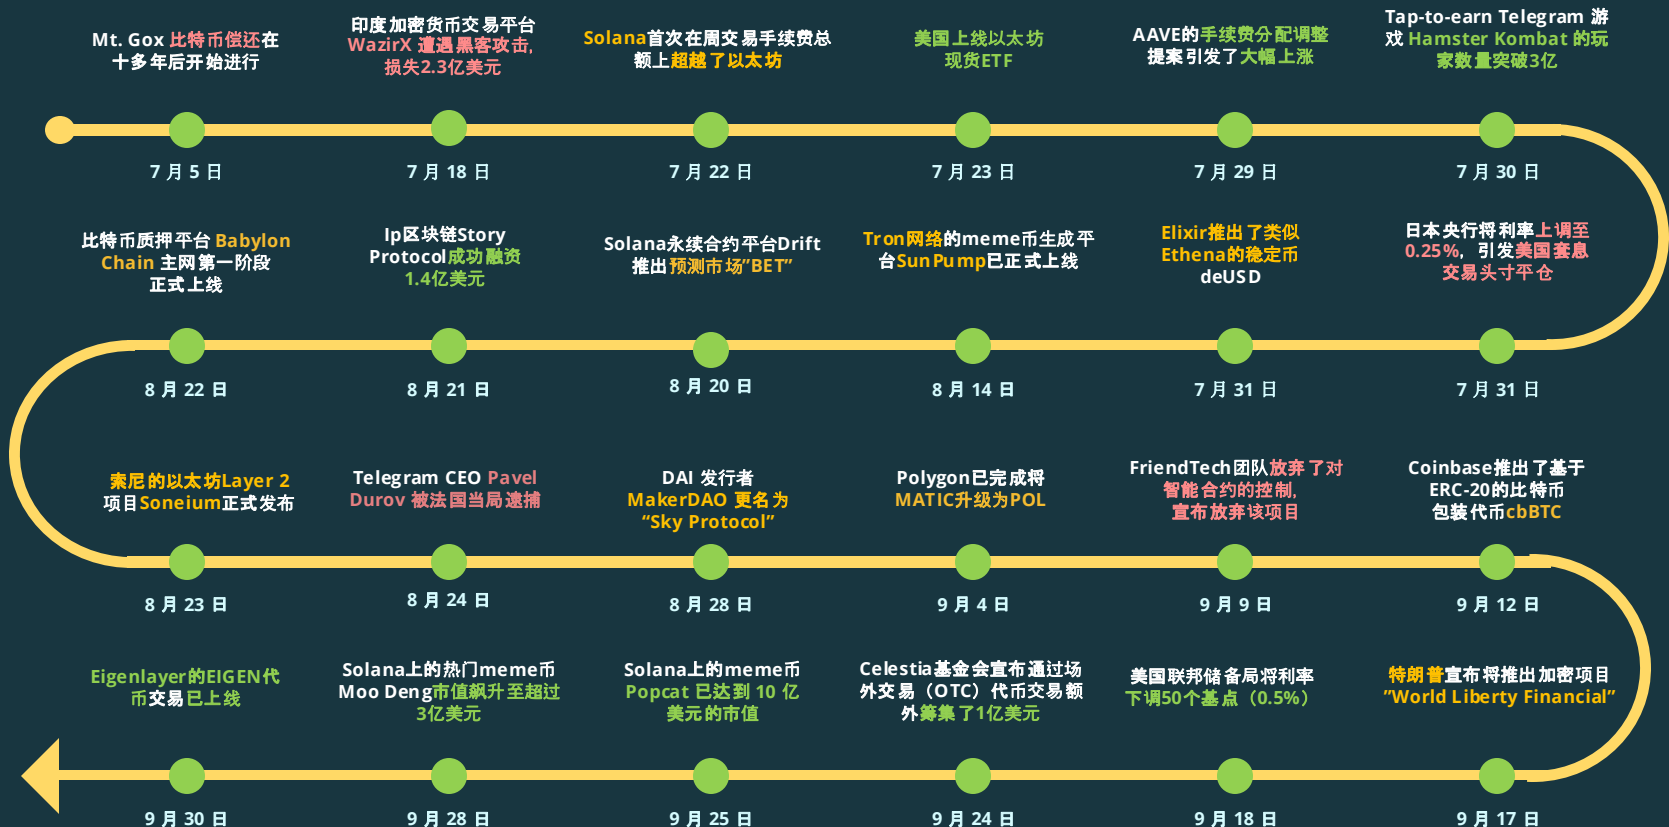 Mt. Gox 比特币偿还在
十多年后开始进行
7 月 5 日
印度加密货币交易平台
WazirX 遭遇黑客攻击,
损失2.3亿美元
7 月 18 日
Solana首次在周交易手续费总
额上超越了以太坊
7 月 22 日
美国上线以太坊
现货ETF
7 月 23 日
AAVE的手续费分配调整
提案引发了大幅上涨
7 月 29 日
Tap-to-earn Telegram 游
戏 Hamster Kombat 的玩
家数量突破3亿
7 月 30 日
日本央行将利率上调至
0.25%，引发美国套息
交易头寸平仓
7 月 31 日
Elixir推出了类似
Ethena的稳定币
deUSD
7 月 31 日
Tron网络的meme币生成平
台SunPump已正式上线
8 月 14 日
Solana永续合约平台Drift
推出预测市场”BET”
8 月 20 日
Ip区块链Story
Protocol成功融资
1.4亿美元
8 月 21 日
比特币质押平台 Babylon
Chain 主网第一阶段
正式上线
8 月 22 日
索尼的以太坊Layer 2
项目Soneium正式发布
8 月 23 日
Telegram CEO Pavel
Durov 被法国当局逮捕
8 月 24 日
DAI 发行者
MakerDAO 更名为
“Sky Protocol”
8 月 28 日
Polygon已完成将
MATIC升级为POL
9 月 4 日
FriendTech团队放弃了对
智能合约的控制,
宣布放弃该项目
9 月 9 日
Coinbase推出了基于
ERC-20的比特币
包装代币cbBTC
9 月 12 日
特朗普宣布将推出加密项目
”World Liberty Financial”
9 月 17 日
美国联邦储备局将利率
下调50个基点（0.5%）
9 月 18 日
Celestia基金会宣布通过场
外交易（OTC）代币交易额
外筹集了1亿美元
9 月 24 日
Solana上的meme币
Popcat 已达到 10 亿
美元的市值
9 月 25 日
Solana上的热门meme币
Moo Deng市值飙升至超过
3亿美元
9 月 28 日
Eigenlayer的EIGEN代
币交易已上线
9 月 30 日